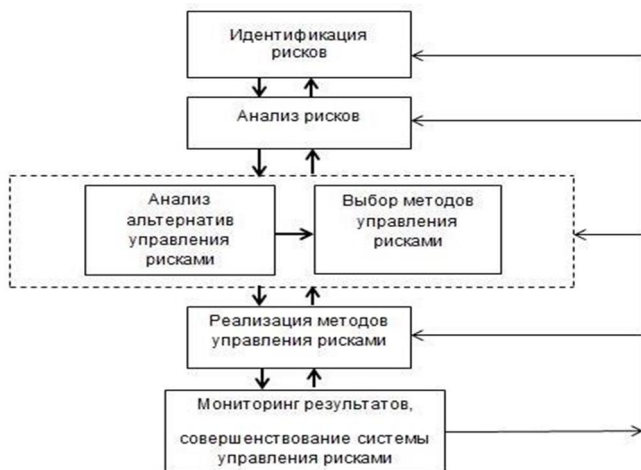 Идентификация
рисков
Анализ рисков
Анализ
альтернатив
управления
рисками
Выбор методов
управления
рисками
Реализация методов
управления рисками
Мониторинг результатов,
совершенствование системы
управления рисками